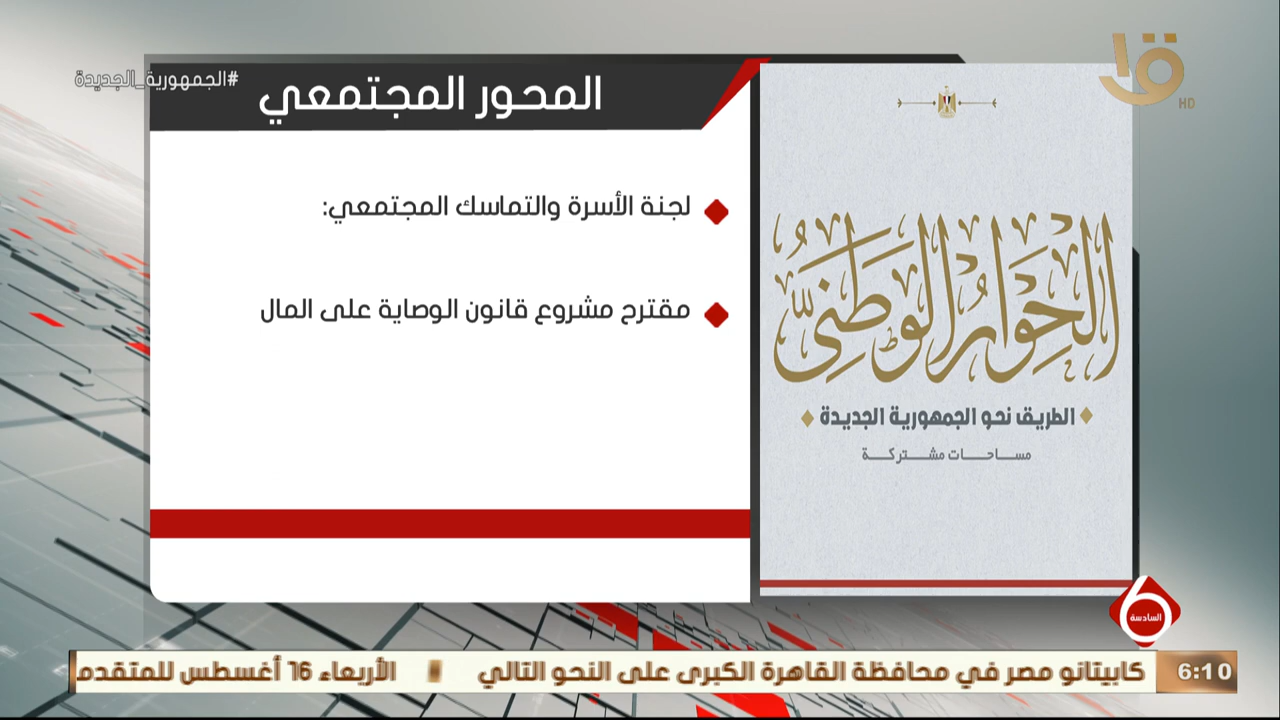 #الجمهورية_الجديدة
المحور المجتمعي
لجنة الأسرة والتماسك المجتمعي:
مقترح مشروع قانون الوصاية على المال
HD
الحوار الوطني
الطريق نحو الجمهورية الجديدة
مساحات مشتركة
6
السادسة
6:10
كابيتانو مصر في محافظة القاهرة الكبرى على النحو التالي
الأربعاء 16 أغسطس للمتقدم